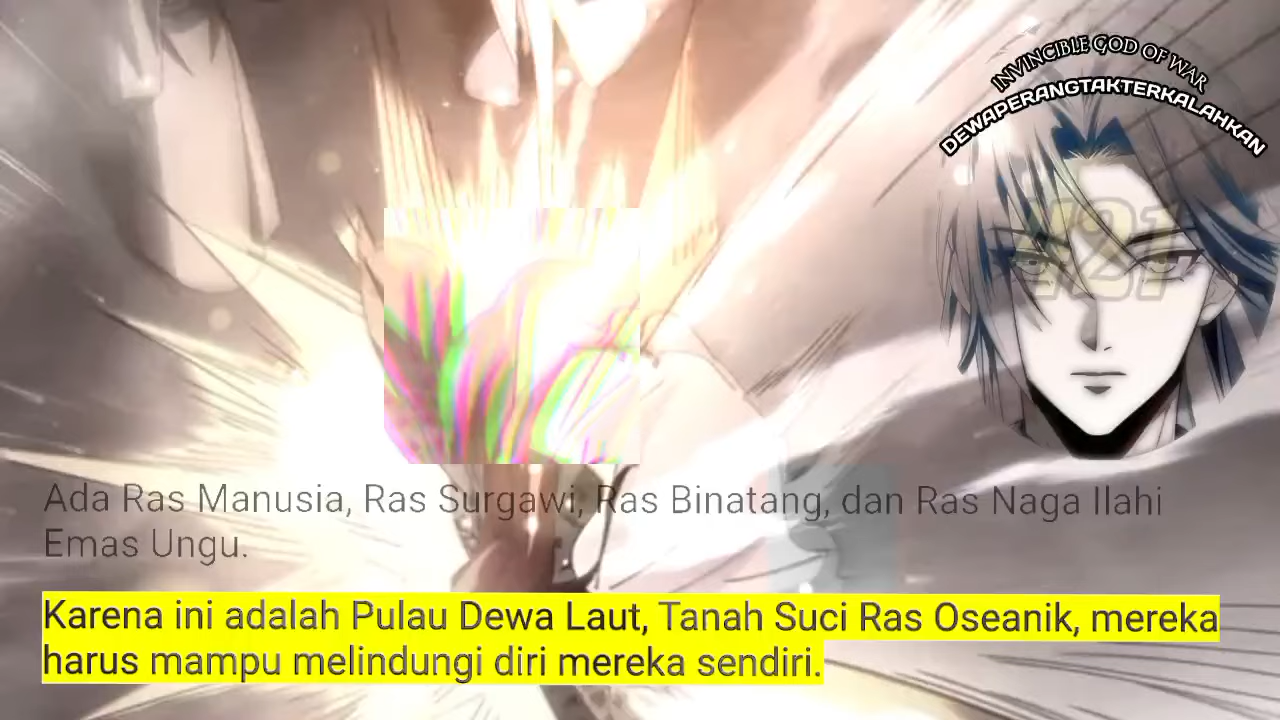 INVINCIBLE GOD OF WAR
DEWAPERANGTAKTERKALAHKAN
#21
Ada Ras Manusia, Ras Surgawi, Ras Binatang, dan Ras Naga Ilahi
Emas Ungu.
Karena ini adalah Pulau Dewa Laut, Tanah Suci Ras Oseanik, mereka
harus mampu melindungi diri mereka sendiri.